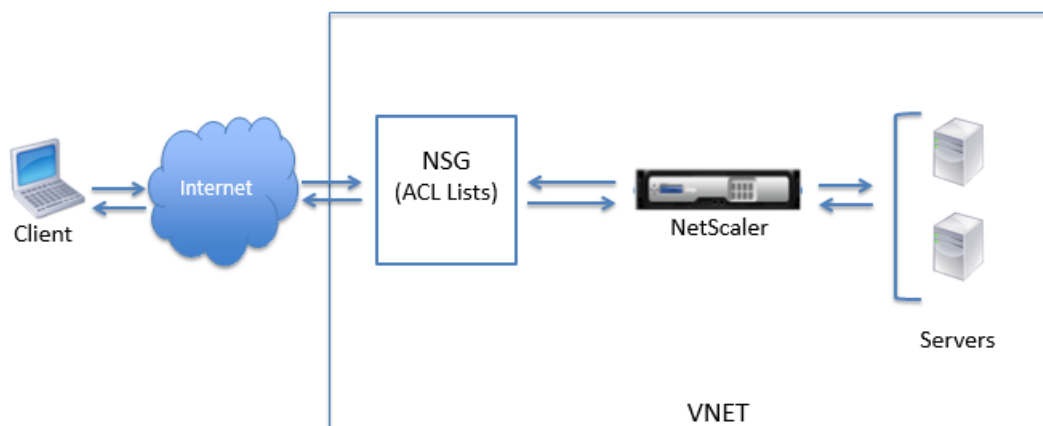 NSG
(ACL Lists)
Internet
Client
NetScaler
Servers
VNET